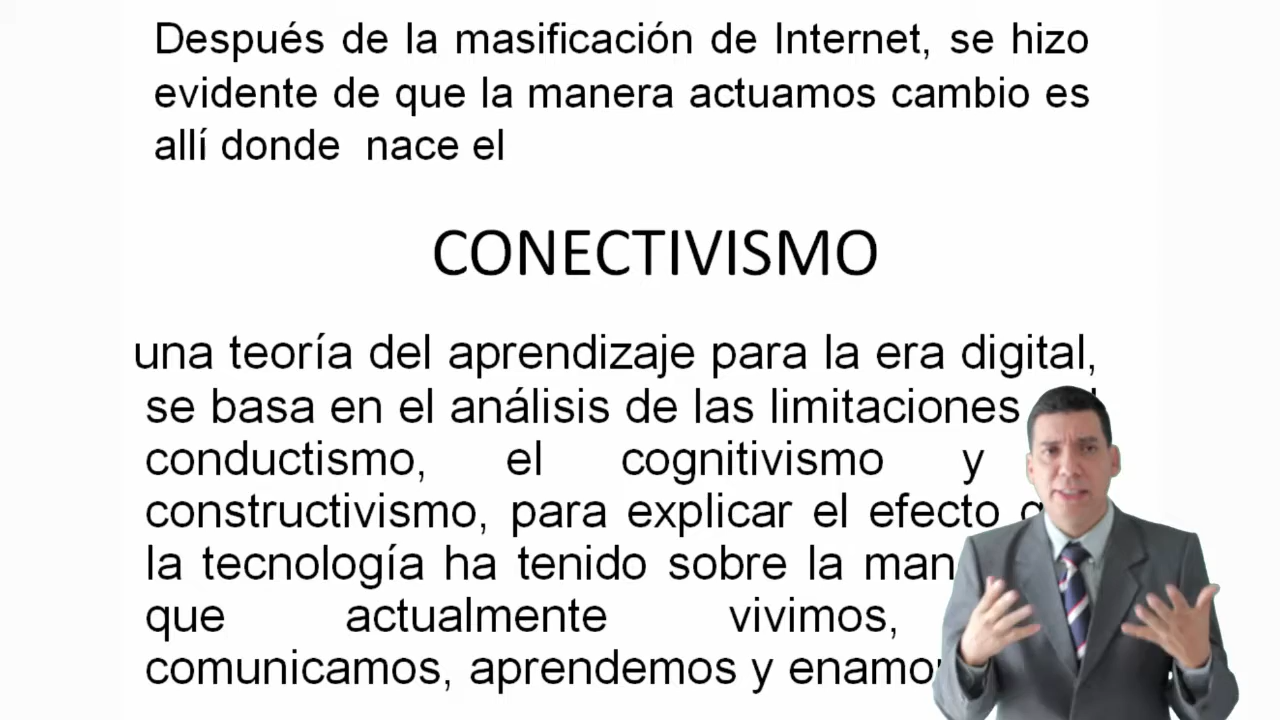 Después de la masificación de Internet, se hizo
evidente de que la manera actuamos cambio es
allí donde nace el
CONECTIVISMO
una teoría del aprendizaje para la era digital,
se basa en el análisis de las limitaciones
conductismo, el cognitivismo y
constructivismo, para explicar el efecto
la tecnología ha tenido sobre la
que actualmente vivimos,
comunicamos, aprendemos y